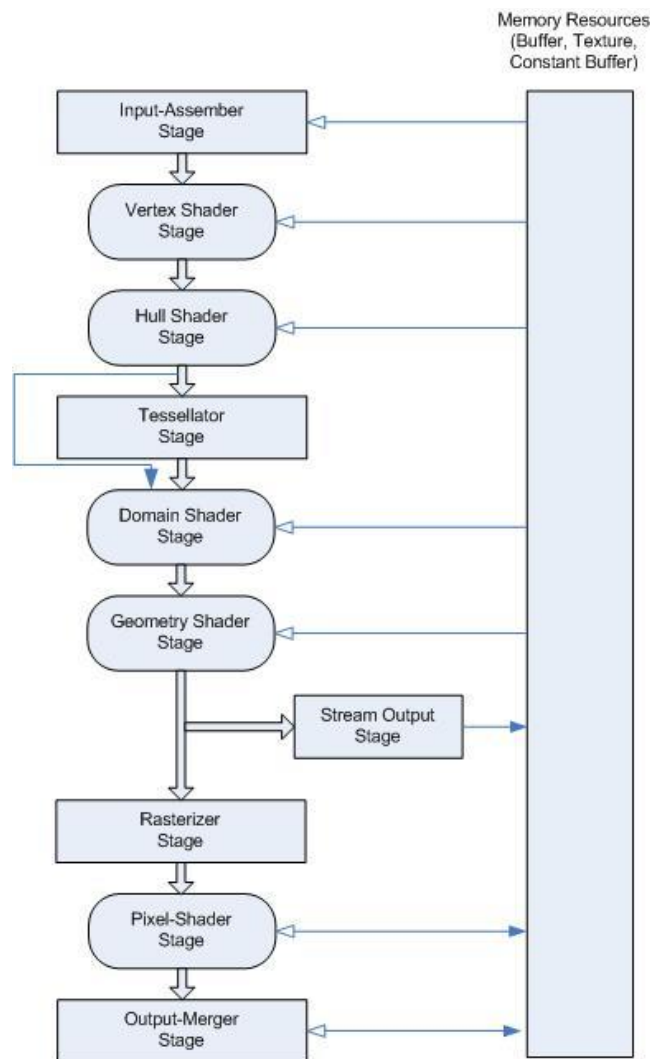 Memory Resources
(Buffer, Texture,
Constant Buffer)
Input-Assember
Stage
Vertex Shader
Stage
Hull Shader
Stage
Tessellator
Stage
Domain Shader
Stage
Geometry Shader
Stage
Stream Output
Stage
Rasterizer
Stage
Pixel-Shader
Stage
Output-Merger
Stage